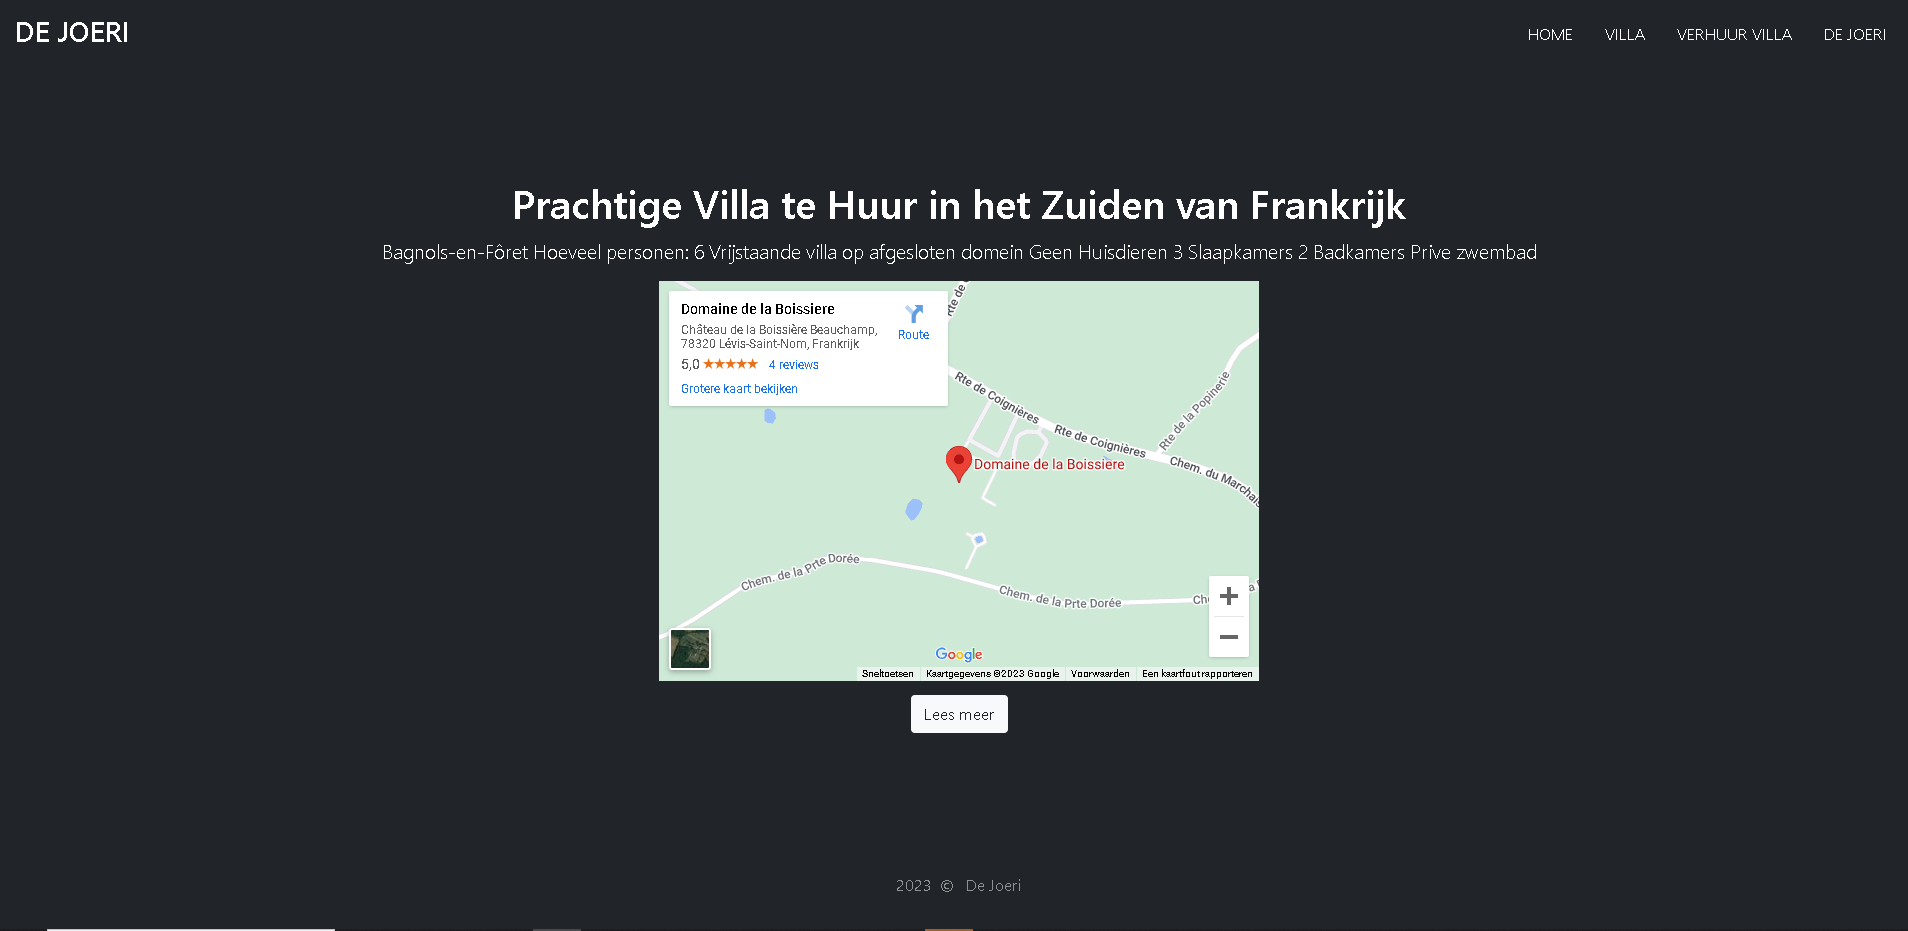 DE JOERI
HOME VILLA VERHUUR VILLA DE JOERI
Prachtige Villa te Huur in het Zuiden van Frankrijk
Bagnols-en-Fôret Hoeveel personen: 6 Vrijstaande villa op afgesloten domein Geen Huisdieren 3 Slaapkamers 2 Badkamers Prive zwembad
Domaine de la Boissiere
Château de la Boissière Beauchamp,
78320 Lévis-Saint-Nom, Frankrijk
5,0 ★★★★★ 4 reviews
Grotere kaart bekijken
Route
Rte de
Rte de Coignières
Rte de Coignières
Rte de la Popinerie
Chem. du Marchais
Domaine de la Boissiere
Chem. de la Prte Dorée
Chem. de la Prte Dorée
Google
Sneltoetsen Kaartgegevens ©2023 Google Voorwaarden Een kaartfout rapporteren
Lees meer
2023 © De Joeri